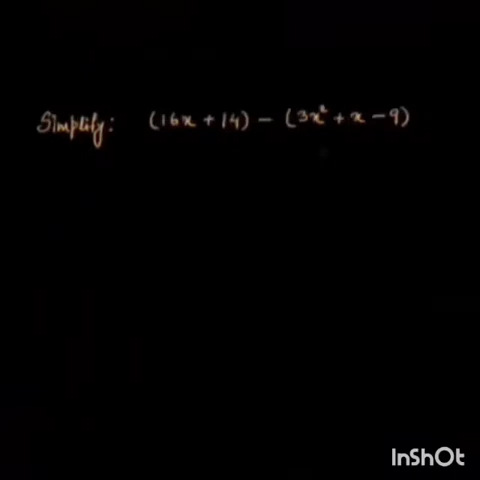 Simplify: (16x + 14) - (3x² + x - 9)
InShOt